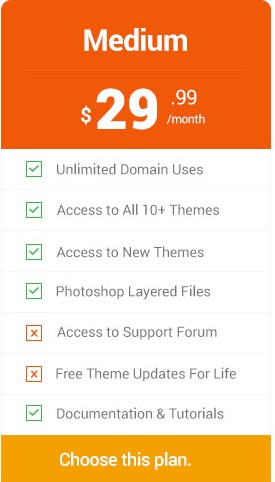 Medium
$ 29 .99
/month
Unlimited Domain Uses
Access to All 10+ Themes
Access to New Themes
Photoshop Layered Files
Access to Support Forum
Free Theme Updates For Life
Documentation & Tutorials
Choose this plan.